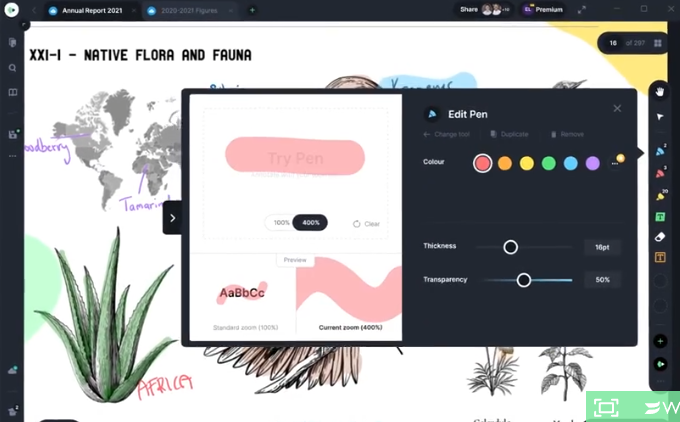 Annual Report 2021
2020-2021 Figures
Share
+18
Premium
16 of 297
XXI-I - NATIVE FLORA AND FAUNA
Edit Pen
Change tool
Duplicate
Remove
Colour
Try Pen
100%
400%
Clear
Thickness
16pt
Transparency
50%
Preview
AaBbCc
Standard zoom (100%)
Current zoom (400%)
Tamarind
AFRICA